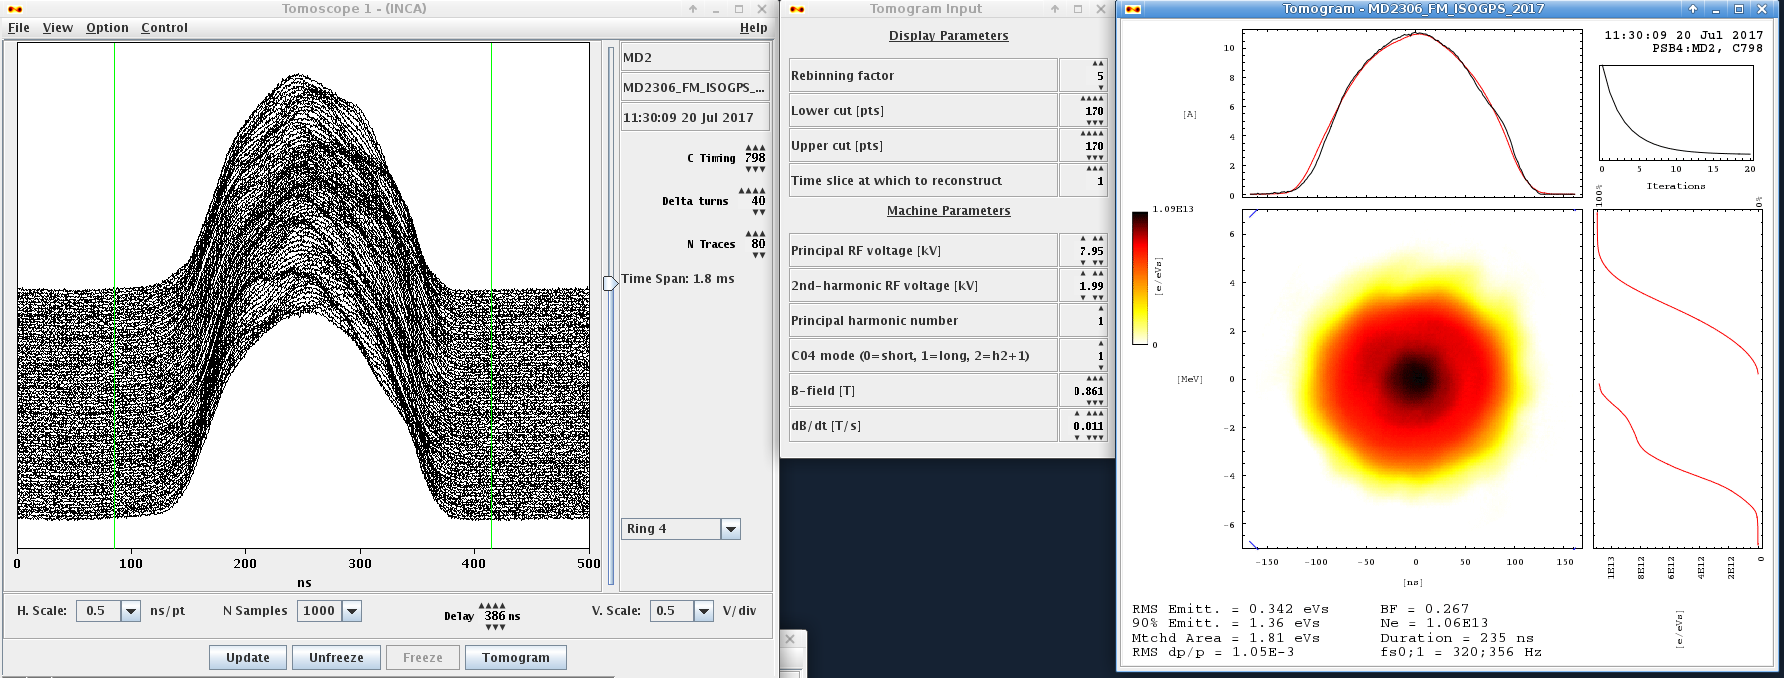 Tomoscope 1 - (INCA)
File View Option Control Help
MD2
MD2306_FM_ISOGPS_...
11:30:09 20 Jul 2017
C Timing 798
Delta turns 40
N Traces 80
Time Span: 1.8 ms
Ring 4
0 100 200 300 400 500
ns
H. Scale: 0.5 ns/pt N Samples 1000 Delay 386 ns V. Scale: 0.5 V/div
Update Unfreeze Freeze Tomogram
Tomogram Input
Display Parameters
Rebinning factor 5
Lower cut [pts] 170
Upper cut [pts] 170
Time slice at which to reconstruct 1
Machine Parameters
Principal RF voltage [kV] 7.95
2nd-harmonic RF voltage [kV] 1.99
Principal harmonic number 1
C04 mode (0=short, 1=long, 2=h2+1) 1
B-field [T] 0.861
dB/dt [T/s] 0.011
Tomogram - MD2306_FM_ISOGPS_2017
11:30:09 20 Jul 2017
PSB4:MD2, C798
10
8
6
4
2
0
[A]
0 5 10 15 20
Iterations
1.09E13
0
[e/eVs]
100%
0%
6
4
2
0
-2
-4
-6
[MeV]
-150 -100 -50 0 50 100 150
[ns]
1E13 8E12 6E12 4E12 2E12 0
[e/eVs]
RMS Emitt. = 0.342 eVs BF = 0.267
90% Emitt. = 1.36 eVs Ne = 1.06E13
Mtchd Area = 1.81 eVs Duration = 235 ns
RMS dp/p = 1.05E-3 fs0;1 = 320;356 Hz